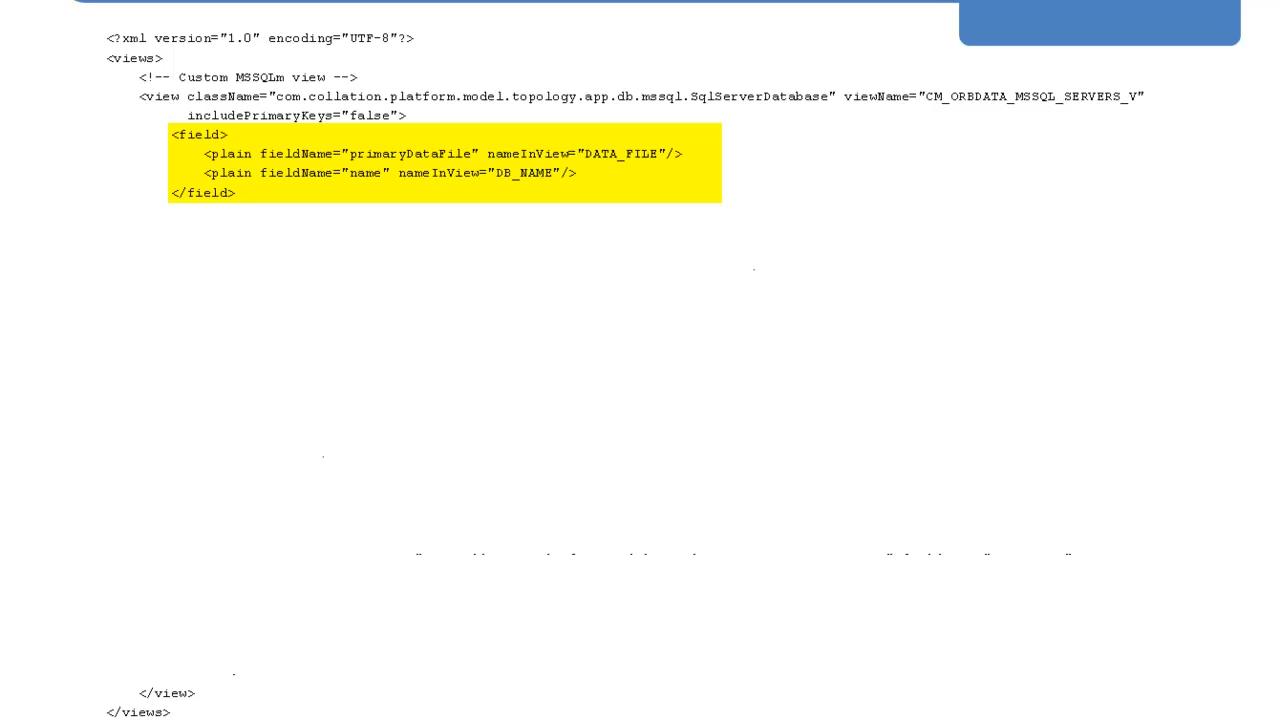 <?xml version="1.0" encoding="UTF-8"?>
<views>
<!-- Custom MSSQLm view -->
<view className="com.collation.platform.model.topology.app.db.mssql.SqlServerDatabase" viewName="CM_ORBDATA_MSSQL_SERVERS_V"
includePrimaryKeys="false">
<field>
<plain fieldName="primaryDataFile" nameInView="DATA_FILE"/>
<plain fieldName="name" nameInView="DB_NAME"/>
</field>
</view>
</views>